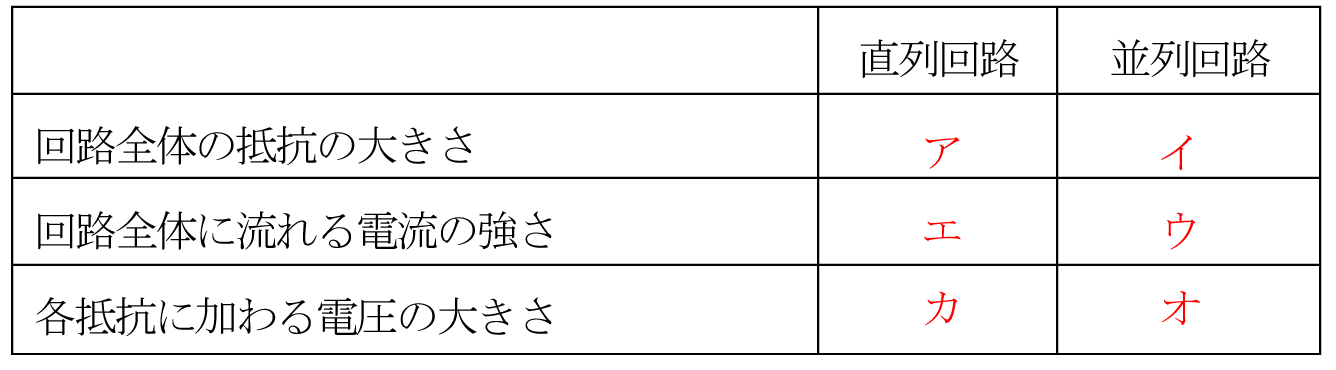 直列回路 並列回路
回路全体の抵抗の大きさ ア イ
回路全体に流れる電流の強さ エ ウ
各抵抗に加わる電圧の大きさ カ オ